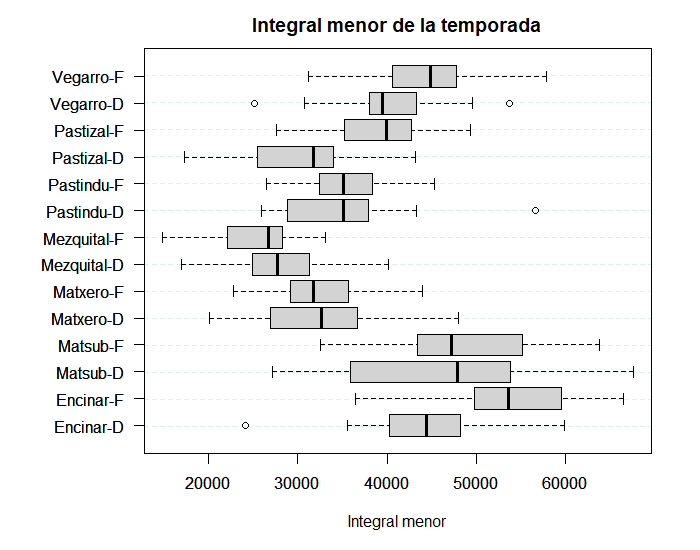 Integral menor de la temporada
Vegarro-F
Vegarro-D
Pastizal-F
Pastizal-D
Pastindu-F
Pastindu-D
Mezquital-F
Mezquital-D
Matxero-F
Matxero-D
Matsub-F
Matsub-D
Encinar-F
Encinar-D
20000 30000 40000 50000 60000
Integral menor